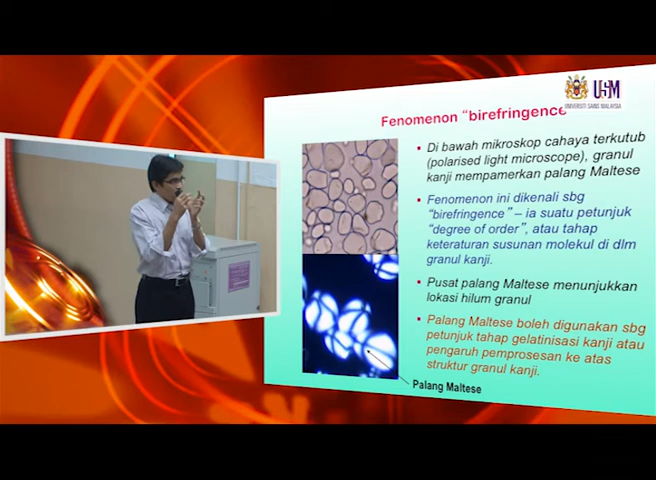 USM
UNIVERSITI SAINS MALAYSIA
Fenomenon "birefringence
Di bawah mikroskop cahaya terkutub
(polarised light microscope), granul
kanji mempamerkan palang Maltese
Fenomenon ini dikenali sbg
"birefringence" – ia suatu petunjuk
"degree of order", atau tahap
keteraturan susunan molekul di dlm
granul kanji.
Pusat palang Maltese menunjukkan
lokasi hilum granul
Palang Maltese boleh digunakan sbg
petunjuk tahap gelatinisasi kanji atau
pengaruh pemprosesan ke atas
struktur granul kanji.
Palang Maltese